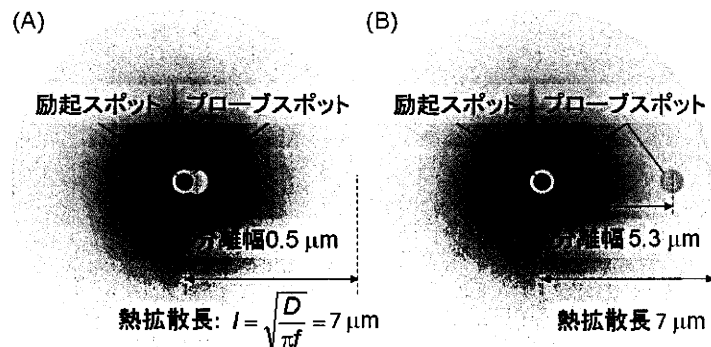 (A)
励起スポット プローブスポット
分離幅0.5 μm
熱拡散長: l = √(D/πf) = 7 μm
(B)
励起スポット プローブスポット
分離幅 5.3 μm
熱拡散長 7 μm